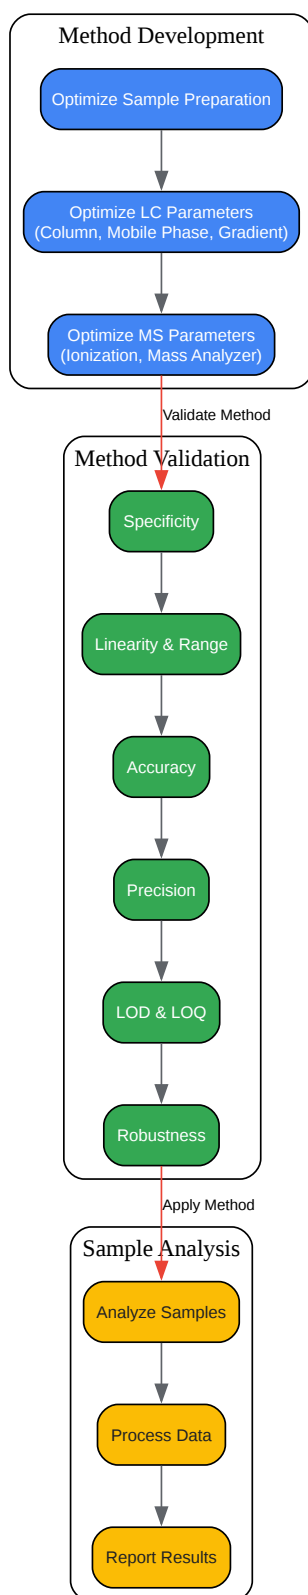 Method Development
Optimize Sample Preparation
Optimize LC Parameters
(Column, Mobile Phase, Gradient)
Optimize MS Parameters
(Ionization, Mass Analyzer)
Validate Method
Method Validation
Specificity
Linearity & Range
Accuracy
Precision
LOD & LOQ
Robustness
Apply Method
Sample Analysis
Analyze Samples
Process Data
Report Results